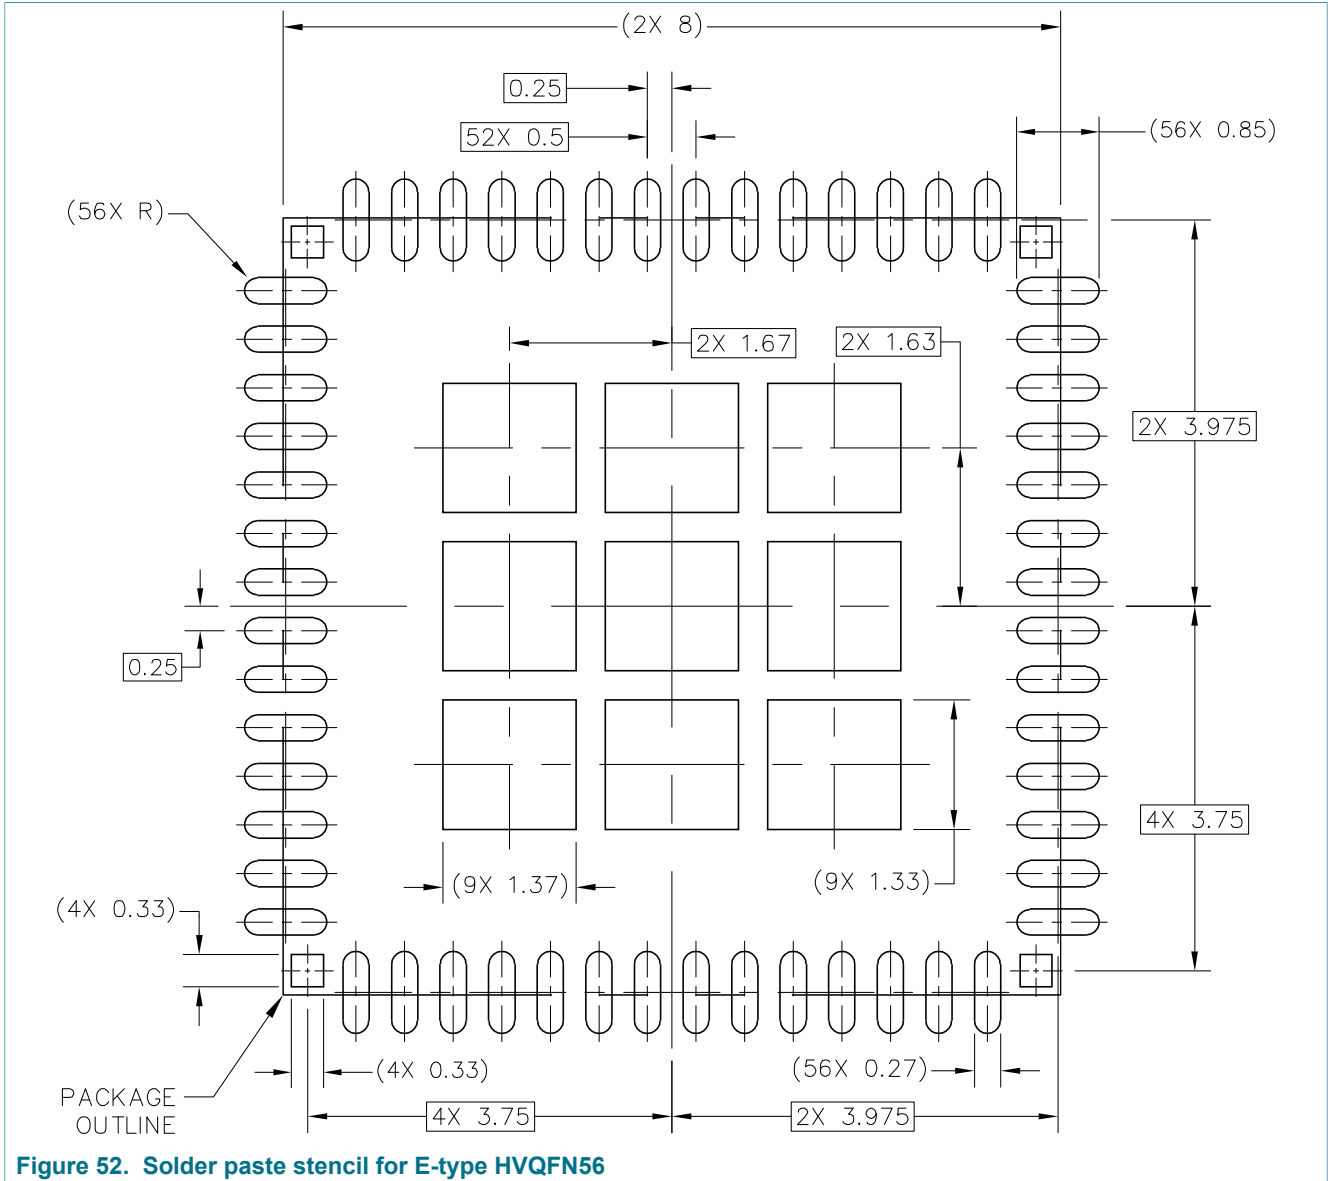 (2X 8)
0.25
52X 0.5
(56X 0.85)
(56X R)
2X 1.67
2X 1.63
2X 3.975
0.25
4X 3.75
(9X 1.37)
(9X 1.33)
(4X 0.33)
(4X 0.33)
(56X 0.27)
PACKAGE
OUTLINE
4X 3.75
2X 3.975
Figure 52. Solder paste stencil for E-type HVQFN56